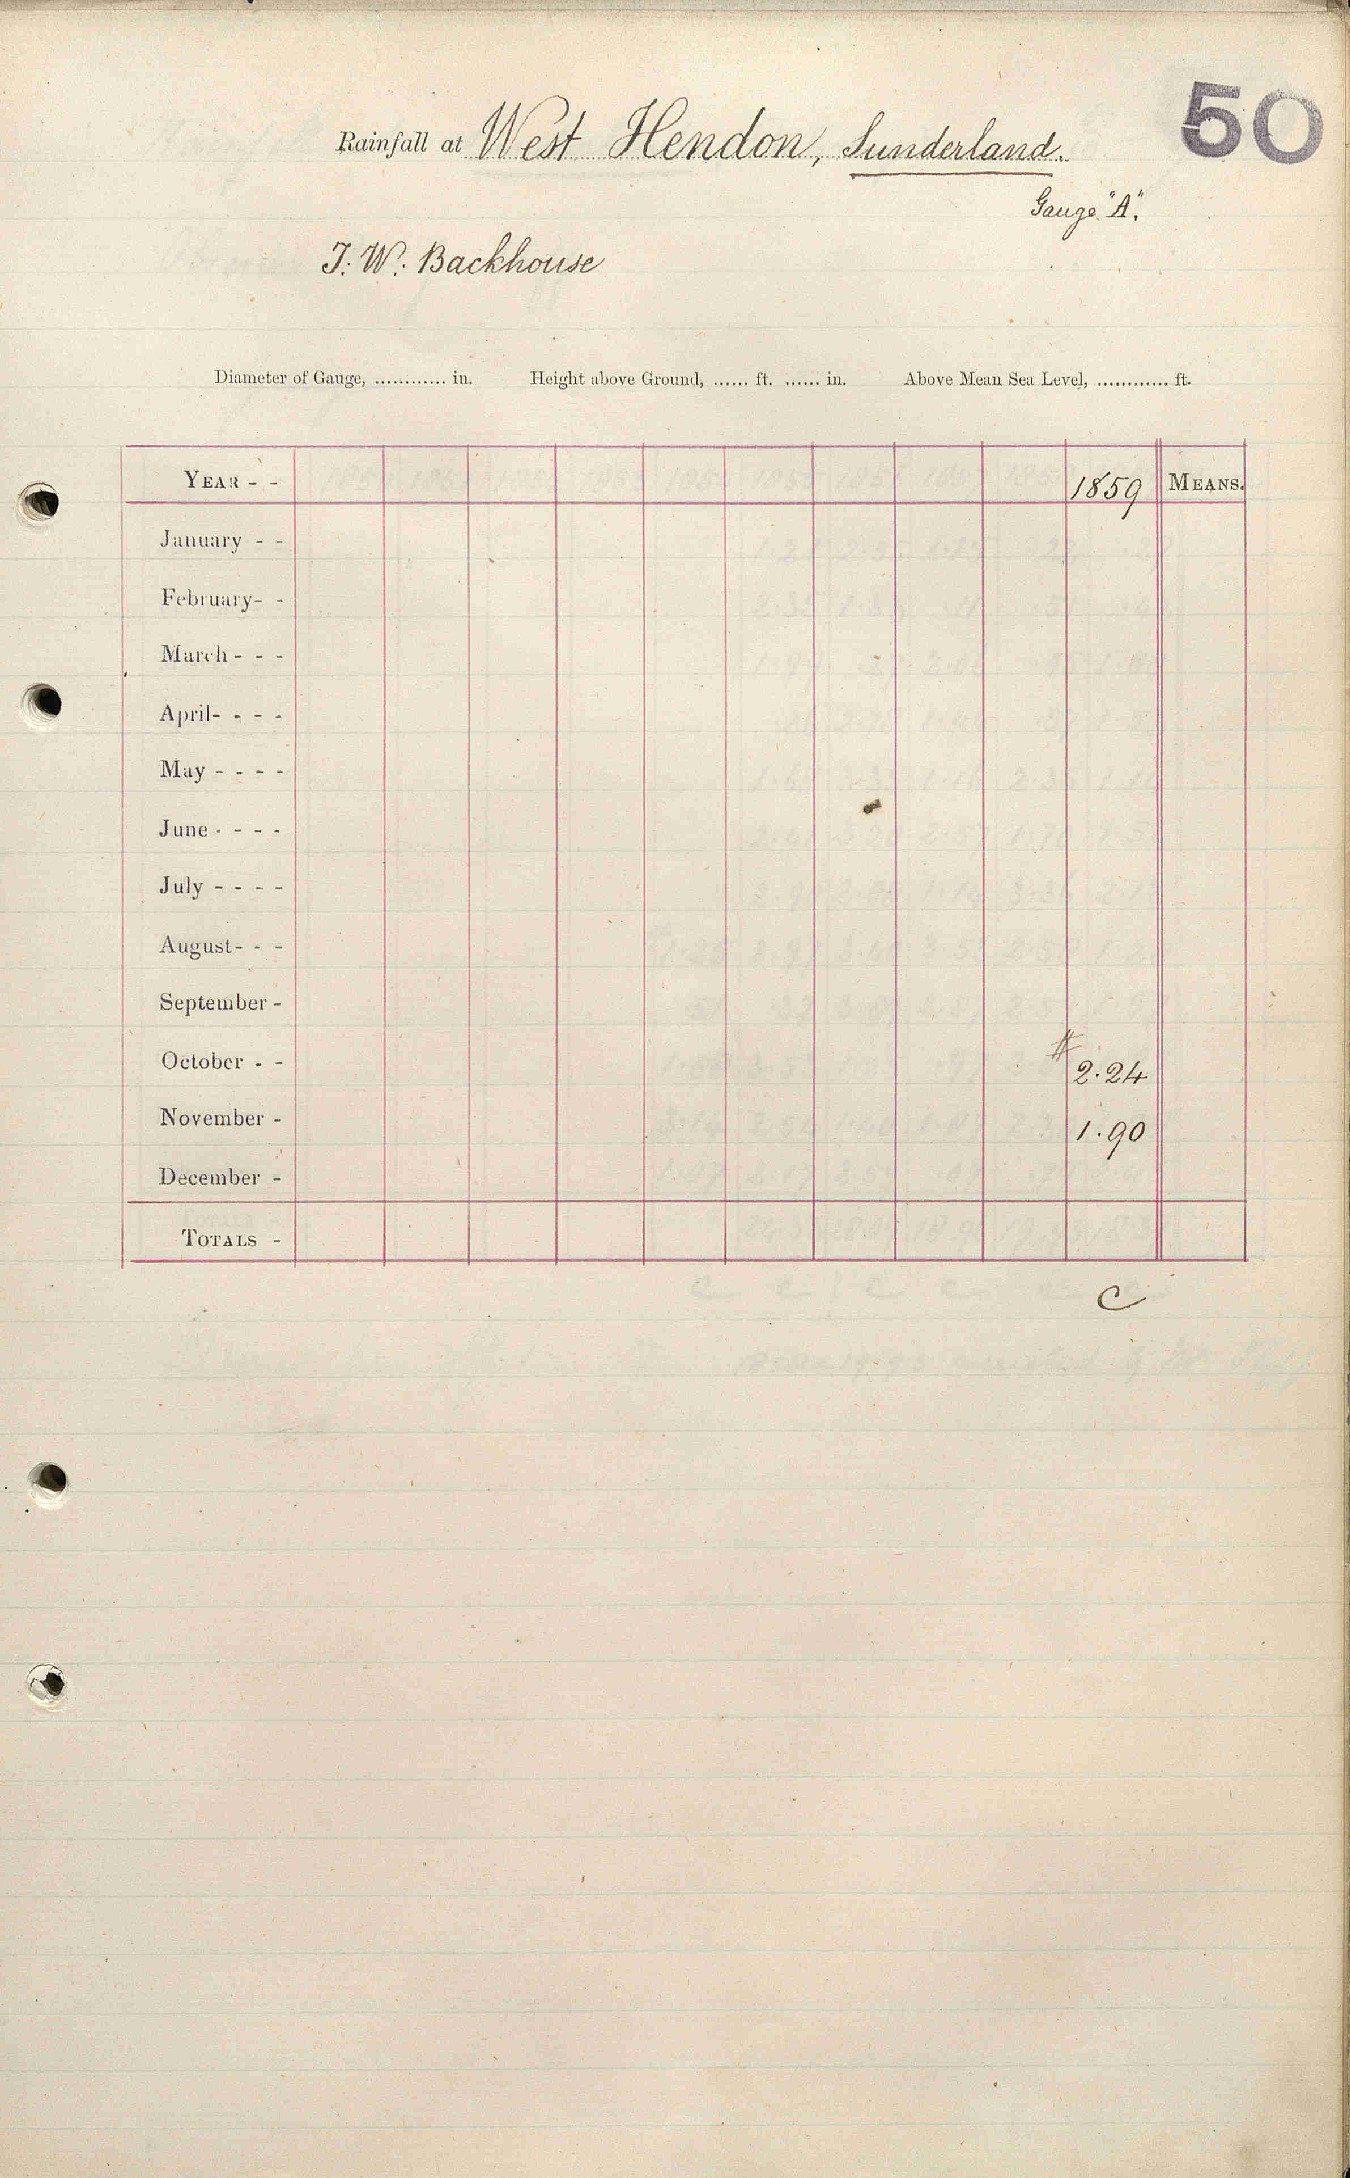 50
Rainfall at West Hendon, Sunderland.
Gauge "A".
T. W. Backhouse
Diameter of Gauge, ............ in. Height above Ground, ...... ft. ...... in. Above Mean Sea Level, ............ ft.
YEAR - - 1859 MEANS.
January - -
February- -
March - - -
April- - - -
May - - - -
June - - - -
July - - - -
August- - -
September -
October - - # 2.24
November - 1.90
December -
TOTALS -
C